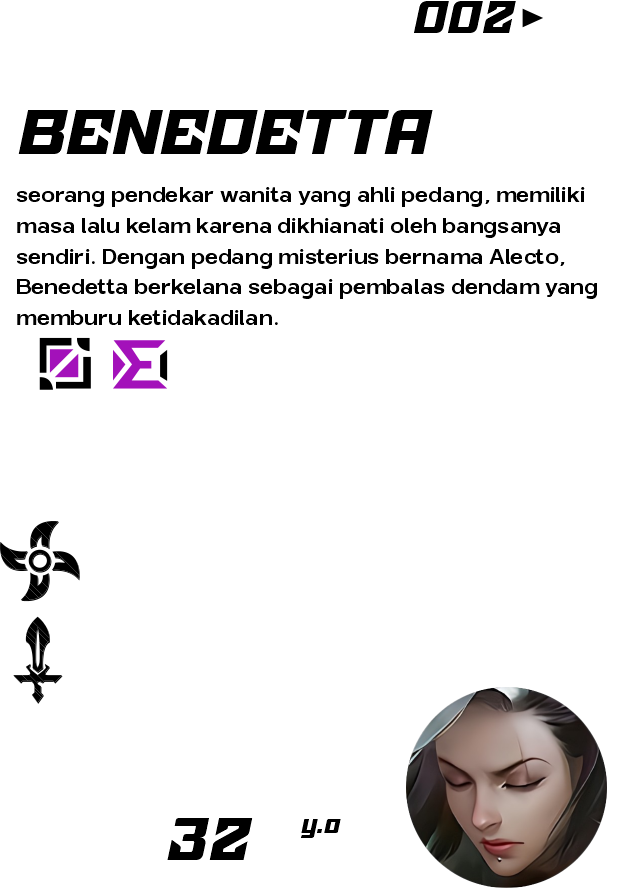 002
BENEDETTA
seorang pendekar wanita yang ahli pedang, memiliki
masa lalu kelam karena dikhianati oleh bangsanya
sendiri. Dengan pedang misterius bernama Alecto,
Benedetta berkelana sebagai pembalas dendam yang
memburu ketidakadilan.
32 y.o